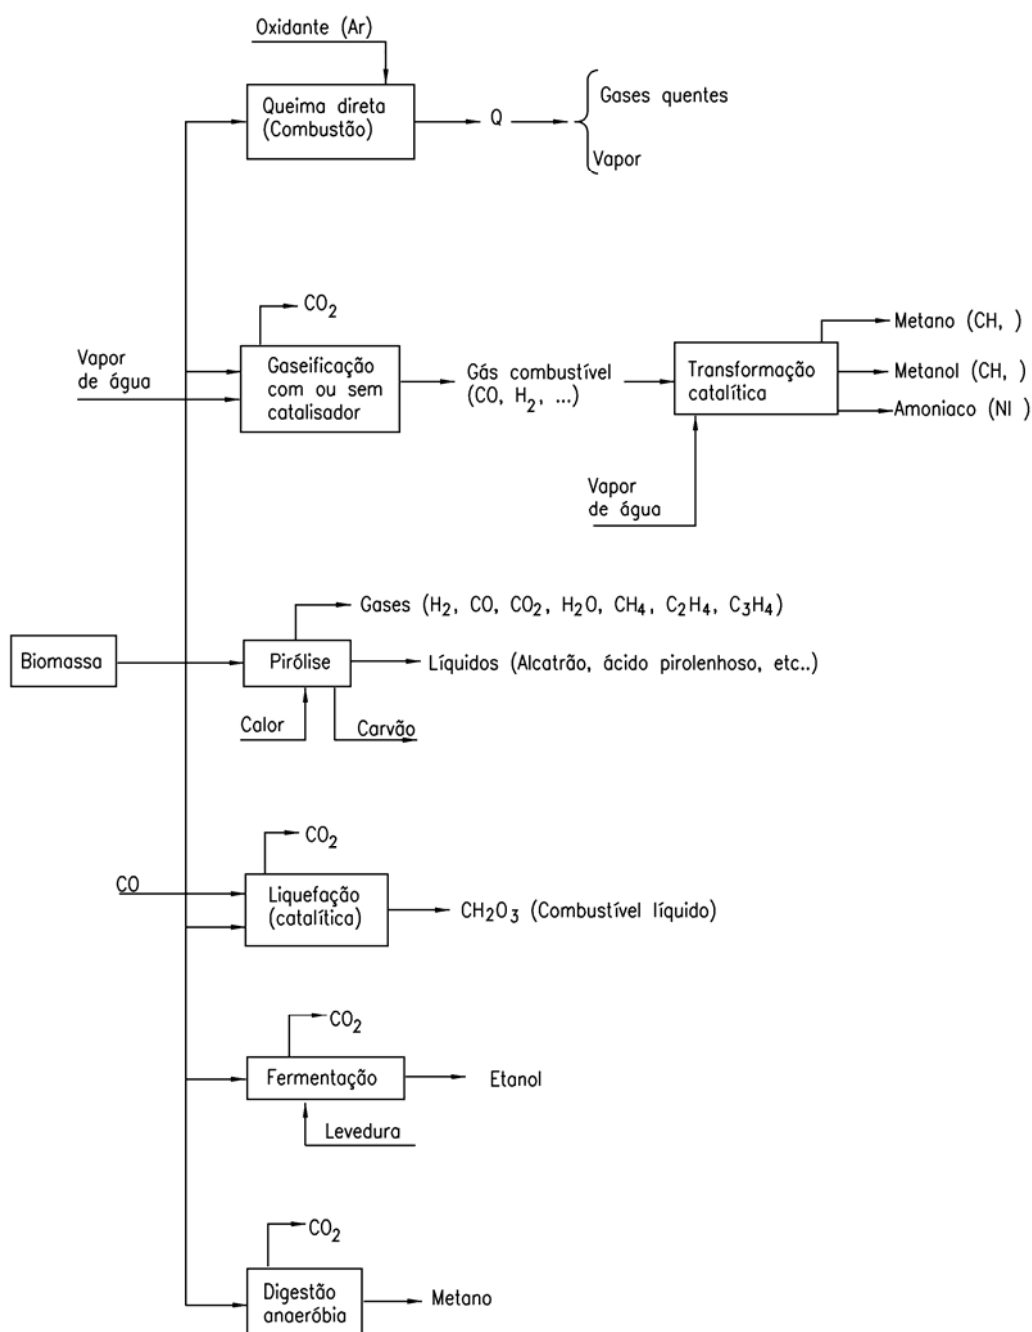 Oxidante (Ar)
Queima direta
(Combustão)
Q
Gases quentes
Vapor
CO2
Vapor
de água
Gaseificação
com ou sem
catalisador
Gás combustível
(CO, H2, ...)
Transformação
catalítica
Metano (CH, )
Metanol (CH, )
Amoniaco (NI )
Vapor
de água
Gases (H2, CO, CO2, H2O, CH4, C2H4, C3H4)
Biomassa
Pirólise
Líquidos (Alcatrão, ácido pirolenhoso, etc..)
Calor
Carvão
CO2
CO
Liquefação
(catalítica)
CH2O3 (Combustível líquido)
CO2
Fermentação
Etanol
Levedura
CO2
Digestão
anaeróbia
Metano